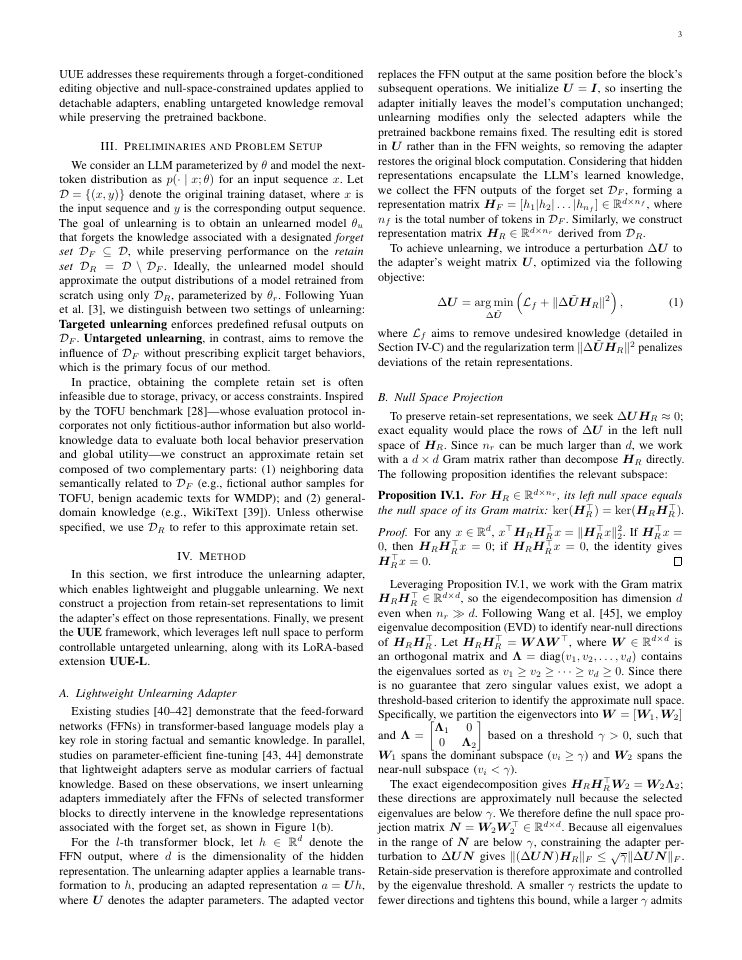 3
UUE addresses these requirements through a forget-conditioned
editing objective and null-space-constrained updates applied to
detachable adapters, enabling untargeted knowledge removal
while preserving the pretrained backbone.
III. PRELIMINARIES AND PROBLEM SETUP
We consider an LLM parameterized by θ and model the next-
token distribution as p(· | x; θ) for an input sequence x. Let
𝒟 = {(x, y)} denote the original training dataset, where x is
the input sequence and y is the corresponding output sequence.
The goal of unlearning is to obtain an unlearned model θ_u
that forgets the knowledge associated with a designated forget
set 𝒟_F ⊆ 𝒟, while preserving performance on the retain
set 𝒟_R = 𝒟 \ 𝒟_F. Ideally, the unlearned model should
approximate the output distributions of a model retrained from
scratch using only 𝒟_R, parameterized by θ_r. Following Yuan
et al. [3], we distinguish between two settings of unlearning:
Targeted unlearning enforces predefined refusal outputs on
𝒟_F. Untargeted unlearning, in contrast, aims to remove the
influence of 𝒟_F without prescribing explicit target behaviors,
which is the primary focus of our method.
In practice, obtaining the complete retain set is often
infeasible due to storage, privacy, or access constraints. Inspired
by the TOFU benchmark [28]—whose evaluation protocol in-
corporates not only fictitious-author information but also world-
knowledge data to evaluate both local behavior preservation
and global utility—we construct an approximate retain set
composed of two complementary parts: (1) neighboring data
semantically related to 𝒟_F (e.g., fictional author samples for
TOFU, benign academic texts for WMDP); and (2) general-
domain knowledge (e.g., WikiText [39]). Unless otherwise
specified, we use 𝒟_R to refer to this approximate retain set.
IV. METHOD
In this section, we first introduce the unlearning adapter,
which enables lightweight and pluggable unlearning. We next
construct a projection from retain-set representations to limit
the adapter's effect on those representations. Finally, we present
the UUE framework, which leverages left null space to perform
controllable untargeted unlearning, along with its LoRA-based
extension UUE-L.
A. Lightweight Unlearning Adapter
Existing studies [40–42] demonstrate that the feed-forward
networks (FFNs) in transformer-based language models play a
key role in storing factual and semantic knowledge. In parallel,
studies on parameter-efficient fine-tuning [43, 44] demonstrate
that lightweight adapters serve as modular carriers of factual
knowledge. Based on these observations, we insert unlearning
adapters immediately after the FFNs of selected transformer
blocks to directly intervene in the knowledge representations
associated with the forget set, as shown in Figure 1(b).
For the l-th transformer block, let h ∈ ℝ^d denote the
FFN output, where d is the dimensionality of the hidden
representation. The unlearning adapter applies a learnable trans-
formation to h, producing an adapted representation a = Uh,
where U denotes the adapter parameters. The adapted vector
replaces the FFN output at the same position before the block's
subsequent operations. We initialize U = I, so inserting the
adapter initially leaves the model's computation unchanged;
unlearning modifies only the selected adapters while the
pretrained backbone remains fixed. The resulting edit is stored
in U rather than in the FFN weights, so removing the adapter
restores the original block computation. Considering that hidden
representations encapsulate the LLM's learned knowledge,
we collect the FFN outputs of the forget set 𝒟_F, forming a
representation matrix H_F = [h_1|h_2| . . . |h_{n_f}] ∈ ℝ^{d×n_f}, where
n_f is the total number of tokens in 𝒟_F. Similarly, we construct
representation matrix H_R ∈ ℝ^{d×n_r} derived from 𝒟_R.
To achieve unlearning, we introduce a perturbation ΔU to
the adapter's weight matrix U, optimized via the following
objective:
ΔU = arg min_{ΔŨ} (ℒ_f + ‖ΔŨH_R‖²), (1)
where ℒ_f aims to remove undesired knowledge (detailed in
Section IV-C) and the regularization term ‖ΔŨH_R‖² penalizes
deviations of the retain representations.
B. Null Space Projection
To preserve retain-set representations, we seek ΔUH_R ≈ 0;
exact equality would place the rows of ΔU in the left null
space of H_R. Since n_r can be much larger than d, we work
with a d × d Gram matrix rather than decompose H_R directly.
The following proposition identifies the relevant subspace:
Proposition IV.1. For H_R ∈ ℝ^{d×n_r}, its left null space equals
the null space of its Gram matrix: ker(H_R^⊤) = ker(H_R H_R^⊤).
Proof. For any x ∈ ℝ^d, x^⊤H_R H_R^⊤x = ‖H_R^⊤x‖_2^2. If H_R^⊤x =
0, then H_R H_R^⊤x = 0; if H_R H_R^⊤x = 0, the identity gives
H_R^⊤x = 0. □
Leveraging Proposition IV.1, we work with the Gram matrix
H_R H_R^⊤ ∈ ℝ^{d×d}, so the eigendecomposition has dimension d
even when n_r ≫ d. Following Wang et al. [45], we employ
eigenvalue decomposition (EVD) to identify near-null directions
of H_R H_R^⊤. Let H_R H_R^⊤ = WΛW^⊤, where W ∈ ℝ^{d×d} is
an orthogonal matrix and Λ = diag(v_1, v_2, . . . , v_d) contains
the eigenvalues sorted as v_1 ≥ v_2 ≥ · · · ≥ v_d ≥ 0. Since there
is no guarantee that zero singular values exist, we adopt a
threshold-based criterion to identify the approximate null space.
Specifically, we partition the eigenvectors into W = [W_1, W_2]
and Λ = [Λ_1 0; 0 Λ_2] based on a threshold γ > 0, such that
W_1 spans the dominant subspace (v_i ≥ γ) and W_2 spans the
near-null subspace (v_i < γ).
The exact eigendecomposition gives H_R H_R^⊤W_2 = W_2Λ_2;
these directions are approximately null because the selected
eigenvalues are below γ. We therefore define the null space pro-
jection matrix N = W_2W_2^⊤ ∈ ℝ^{d×d}. Because all eigenvalues
in the range of N are below γ, constraining the adapter per-
turbation to ΔUN gives ‖(ΔUN)H_R‖_F ≤ √γ‖ΔUN‖_F.
Retain-side preservation is therefore approximate and controlled
by the eigenvalue threshold. A smaller γ restricts the update to
fewer directions and tightens this bound, while a larger γ admits